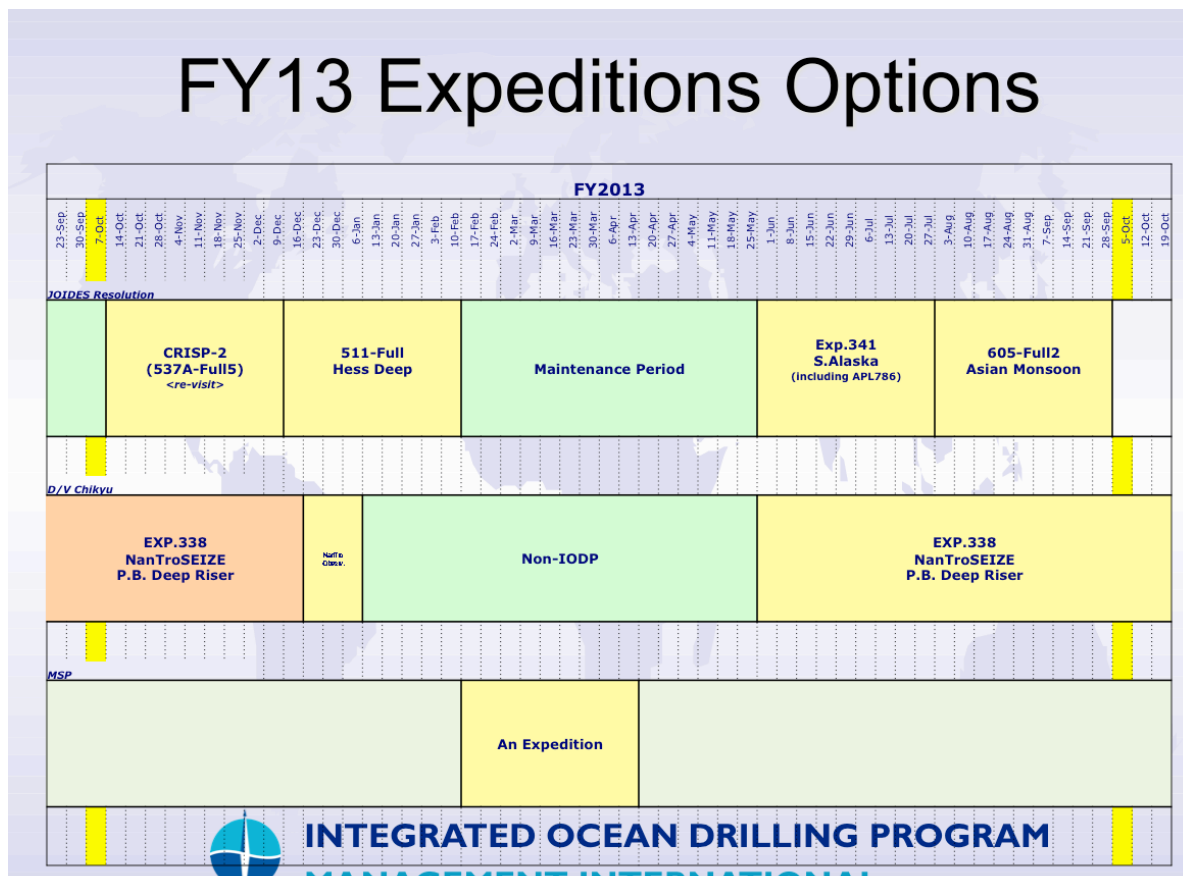 FY13 Expeditions Options
FY2013
23-Sep 30-Sep 7-Oct 14-Oct 21-Oct 28-Oct 4-Nov 11-Nov 18-Nov 25-Nov 2-Dec 9-Dec 16-Dec 23-Dec 30-Dec 6-Jan 13-Jan 20-Jan 27-Jan 3-Feb 10-Feb 17-Feb 24-Feb 2-Mar 9-Mar 16-Mar 23-Mar 30-Mar 6-Apr 13-Apr 20-Apr 27-Apr 4-May 11-May 18-May 25-May 1-Jun 8-Jun 15-Jun 22-Jun 29-Jun 6-Jul 13-Jul 20-Jul 27-Jul 3-Aug 10-Aug 17-Aug 24-Aug 31-Aug 7-Sep 14-Sep 21-Sep 28-Sep 5-Oct 12-Oct 19-Oct
JOIDES Resolution
CRISP-2
(537A-Full5)
<re-visit>
511-Full
Hess Deep
Maintenance Period
Exp.341
S.Alaska
(including APL786)
605-Full2
Asian Monsoon
D/V Chikyu
EXP.338
NanTroSEIZE
P.B. Deep Riser
NanTro
Non-IODP
EXP.338
NanTroSEIZE
P.B. Deep Riser
MSP
An Expedition
INTEGRATED OCEAN DRILLING PROGRAM
MANAGEMENT INTERNATIONAL